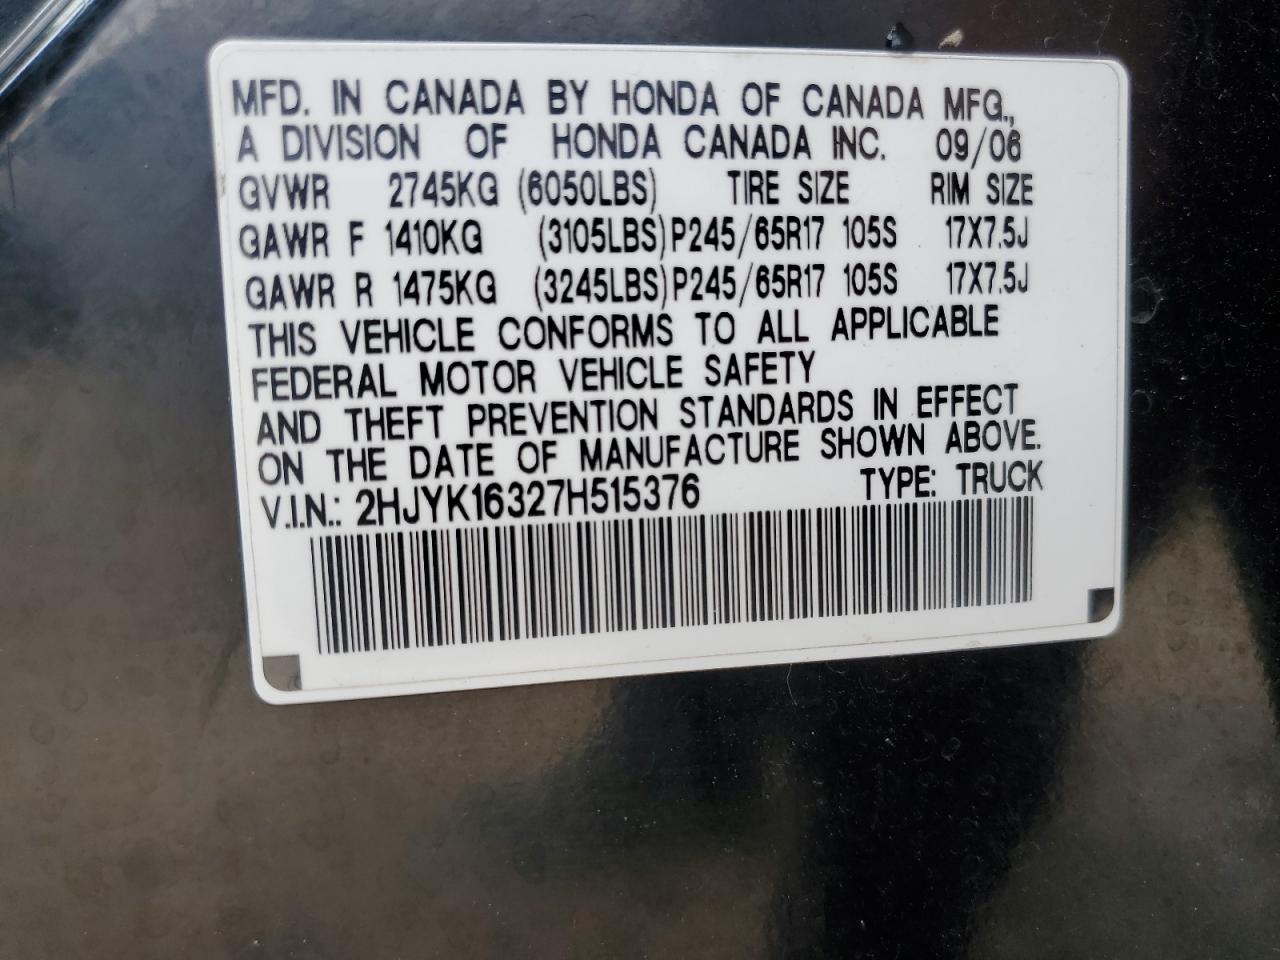 MFD. IN CANADA BY HONDA OF CANADA MFG.,
A DIVISION OF HONDA CANADA INC. 09/06
GVWR 2745KG (6050LBS) TIRE SIZE RIM SIZE
GAWR F 1410KG (3105LBS) P245/65R17 105S 17X7.5J
GAWR R 1475KG (3245LBS) P245/65R17 105S 17X7.5J
THIS VEHICLE CONFORMS TO ALL APPLICABLE
FEDERAL MOTOR VEHICLE SAFETY
AND THEFT PREVENTION STANDARDS IN EFFECT
ON THE DATE OF MANUFACTURE SHOWN ABOVE.
V.I.N.: 2HJYK16327H515376 TYPE: TRUCK